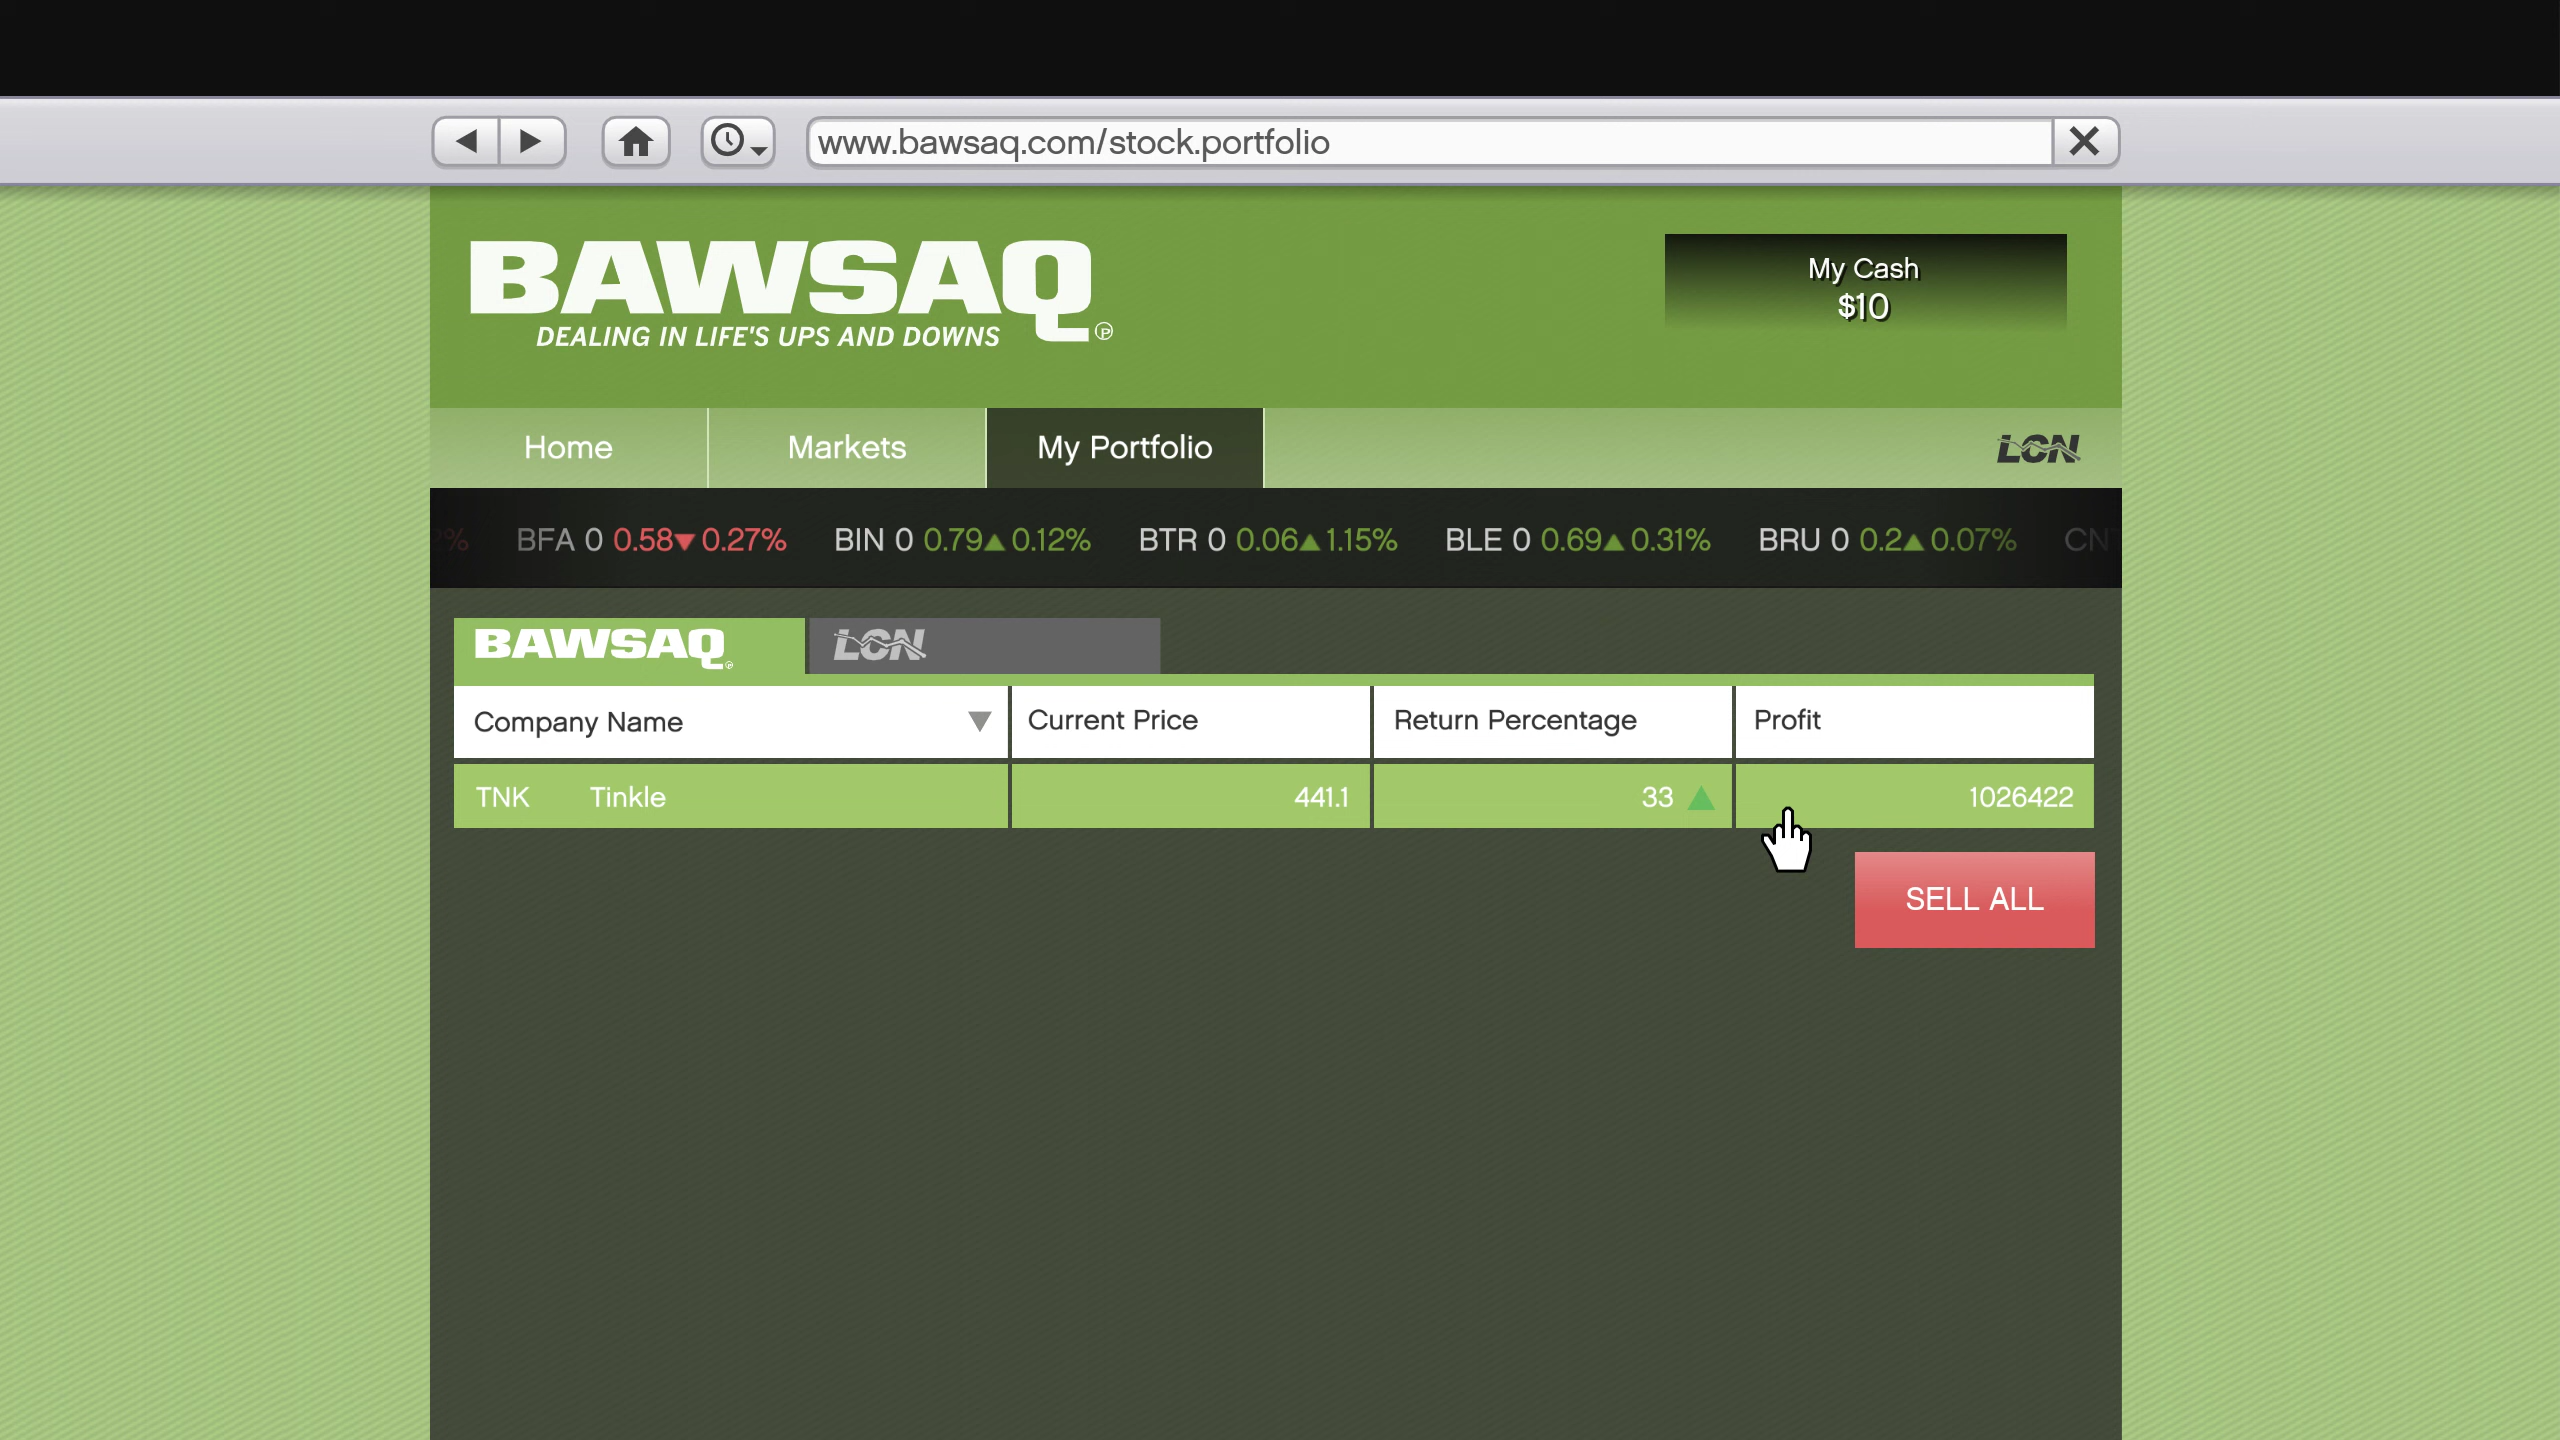 www.bawsaq.com/stock.portfolio
BAWSAQ
DEALING IN LIFE'S UPS AND DOWNS
My Cash
$10
Home Markets My Portfolio LCN
2% BFA 0 0.58▼0.27% BIN 0 0.79▲0.12% BTR 0 0.06▲1.15% BLE 0 0.69▲0.31% BRU 0 0.2▲0.07% CN
BAWSAQ LCN
Company Name ▼ Current Price Return Percentage Profit
TNK Tinkle 441.1 33 ▲ 1026422
SELL ALL